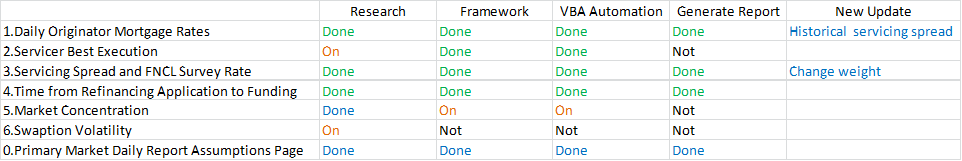 Research Framework VBA Automation Generate Report New Update
1.Daily Originator Mortgage Rates Done Done Done Done Historical servicing spread
2.Servicer Best Execution On Done Done Not
3.Servicing Spread and FNCL Survey Rate Done Done Done Done Change weight
4.Time from Refinancing Application to Funding Done Done Done Done
5.Market Concentration Done On On Not
6.Swaption Volatility On Not Not Not
0.Primary Market Daily Report Assumptions Page Done Done Done Done